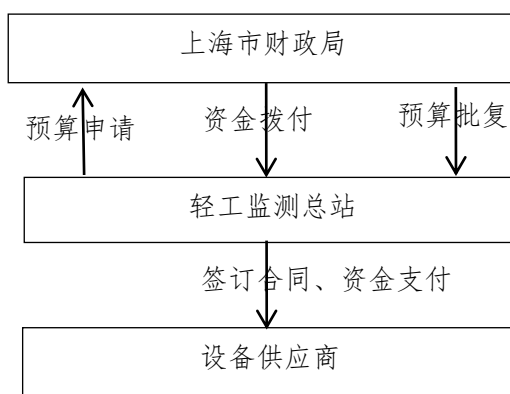 上海市财政局
预算申请
资金拨付
预算批复
轻工监测总站
签订合同、资金支付
设备供应商